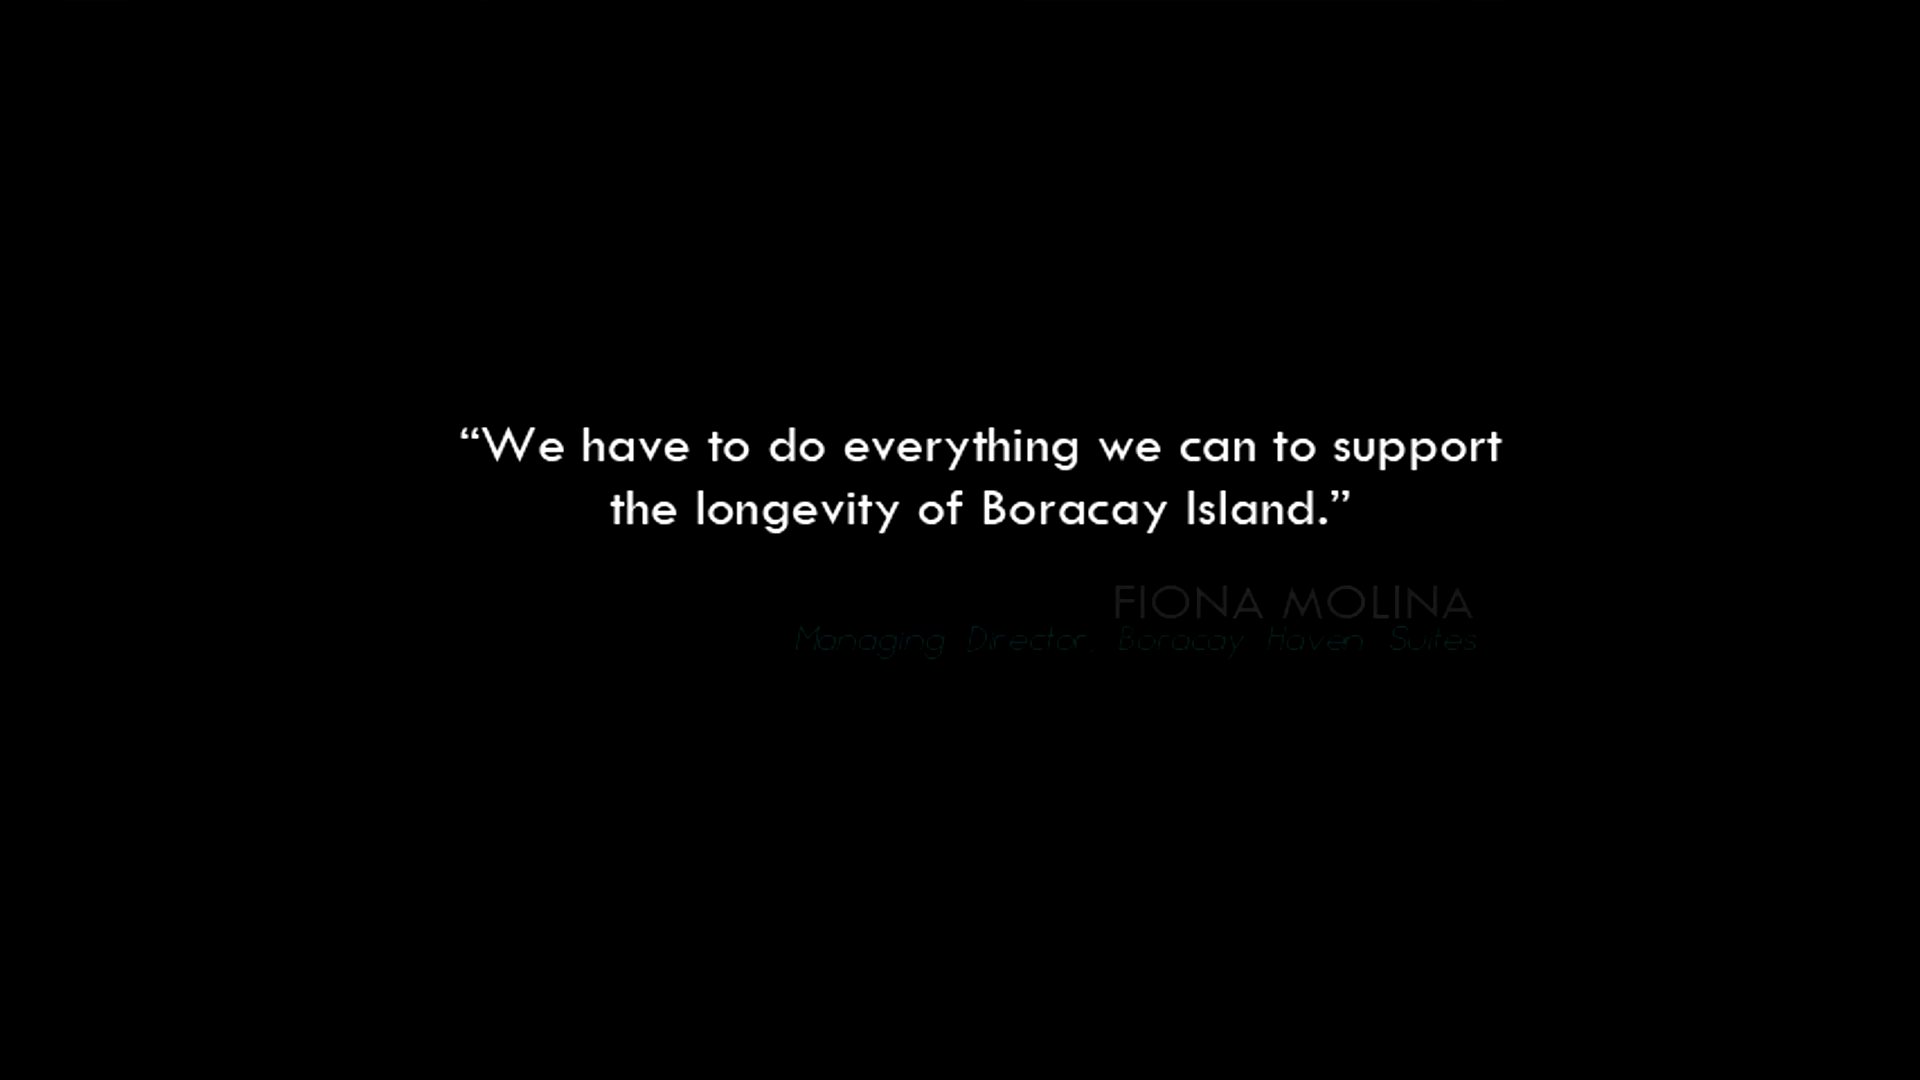 “We have to do everything we can to support
the longevity of Boracay Island.”
FIONA MOLINA
Managing Director, Boracay Haven Suites